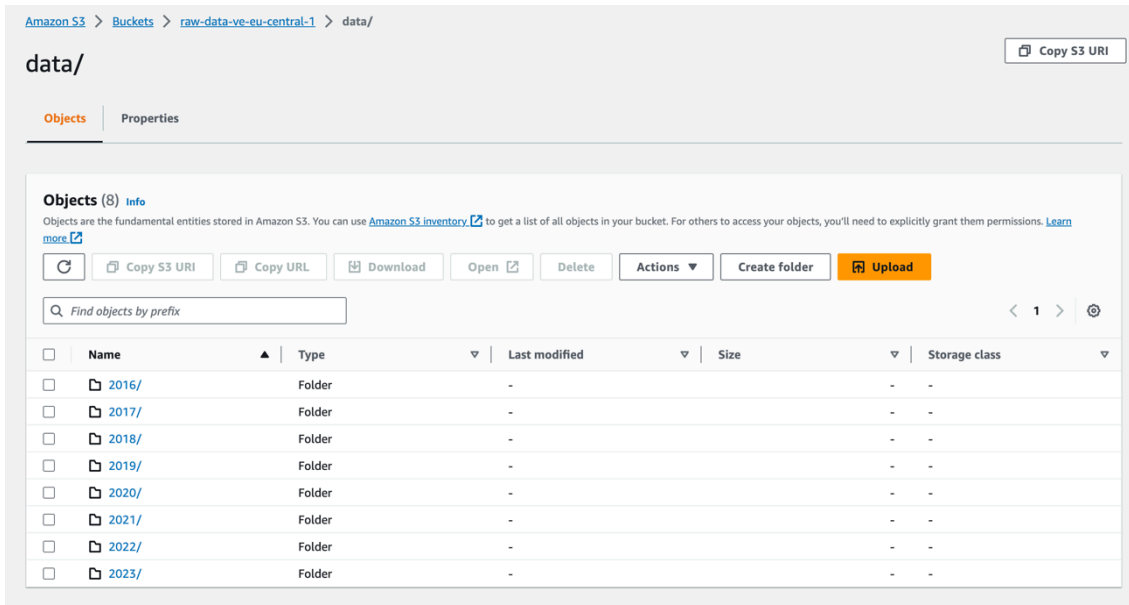 Amazon S3 > Buckets > raw-data-ve-eu-central-1 > data/
Copy S3 URI
data/
Objects Properties
Objects (8) Info
Objects are the fundamental entities stored in Amazon S3. You can use Amazon S3 inventory to get a list of all objects in your bucket. For others to access your objects, you'll need to explicitly grant them permissions. Learn
more
Copy S3 URI Copy URL Download Open Delete Actions Create folder Upload
Find objects by prefix < 1 >
Name Type Last modified Size Storage class
2016/ Folder - - -
2017/ Folder - - -
2018/ Folder - - -
2019/ Folder - - -
2020/ Folder - - -
2021/ Folder - - -
2022/ Folder - - -
2023/ Folder - - -